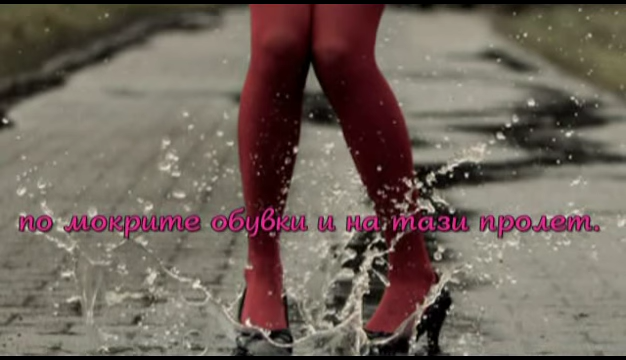 по мокрите обувки и на тази пролет.